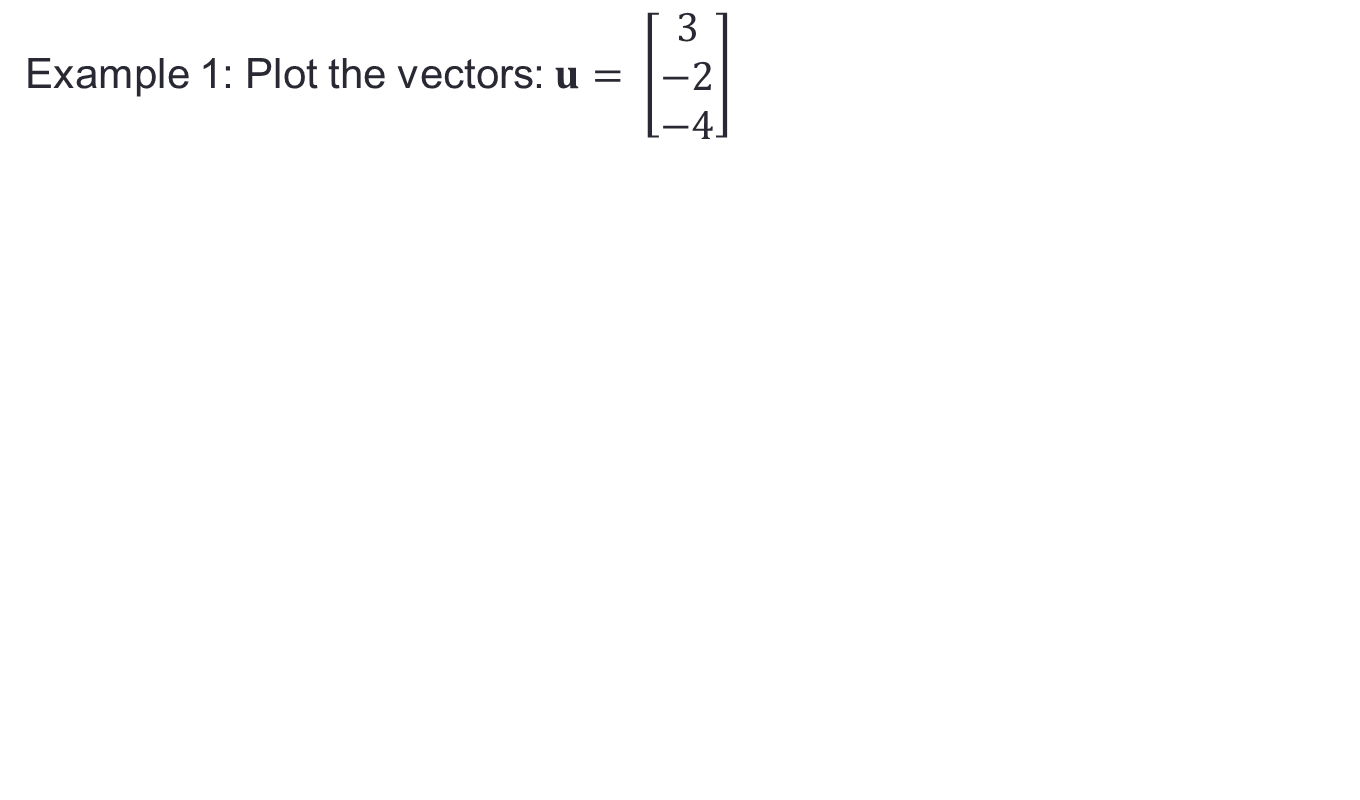 Example 1: Plot the vectors: u = [3 −2 −4]